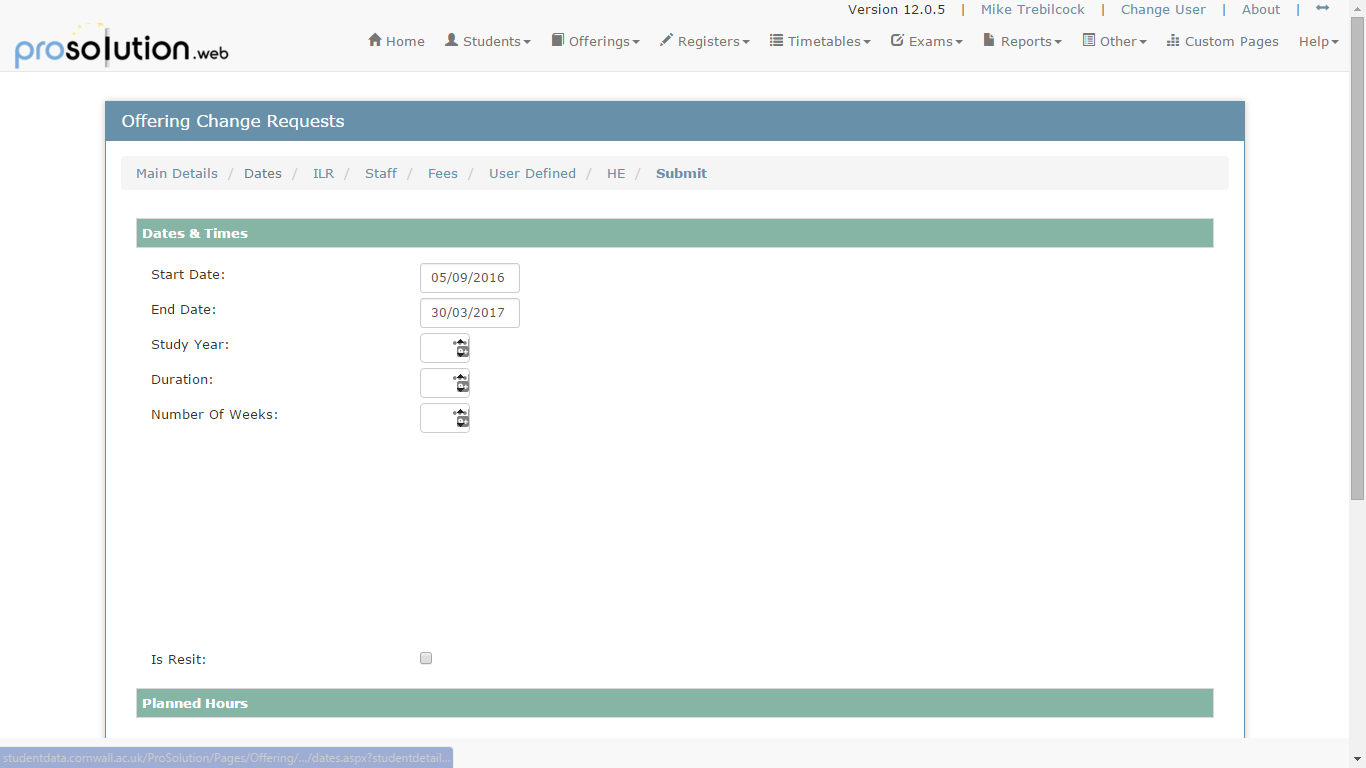 Version 12.0.5 | Mike Trebilcock | Change User | About |
prosolution.web
Home Students Offerings Registers Timetables Exams Reports Other Custom Pages Help
Offering Change Requests
Main Details / Dates / ILR / Staff / Fees / User Defined / HE / Submit
Dates & Times
Start Date: 05/09/2016
End Date: 30/03/2017
Study Year:
Duration:
Number Of Weeks:
Is Resit:
Planned Hours
studentdata.cornwall.ac.uk/ProSolution/Pages/Offering/.../dates.aspx?studentdetail...